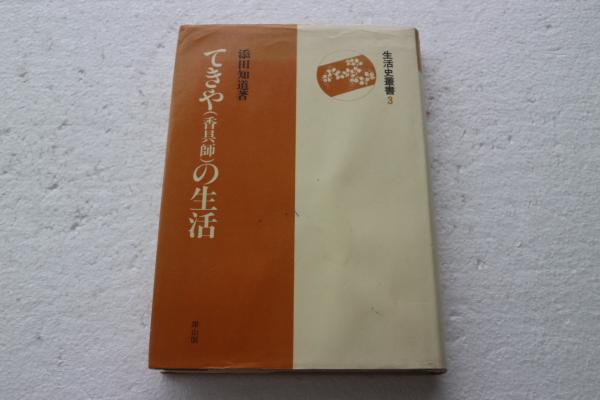 生活史叢書3
添田知道著
てきや(香具師)の生活
雄山閣